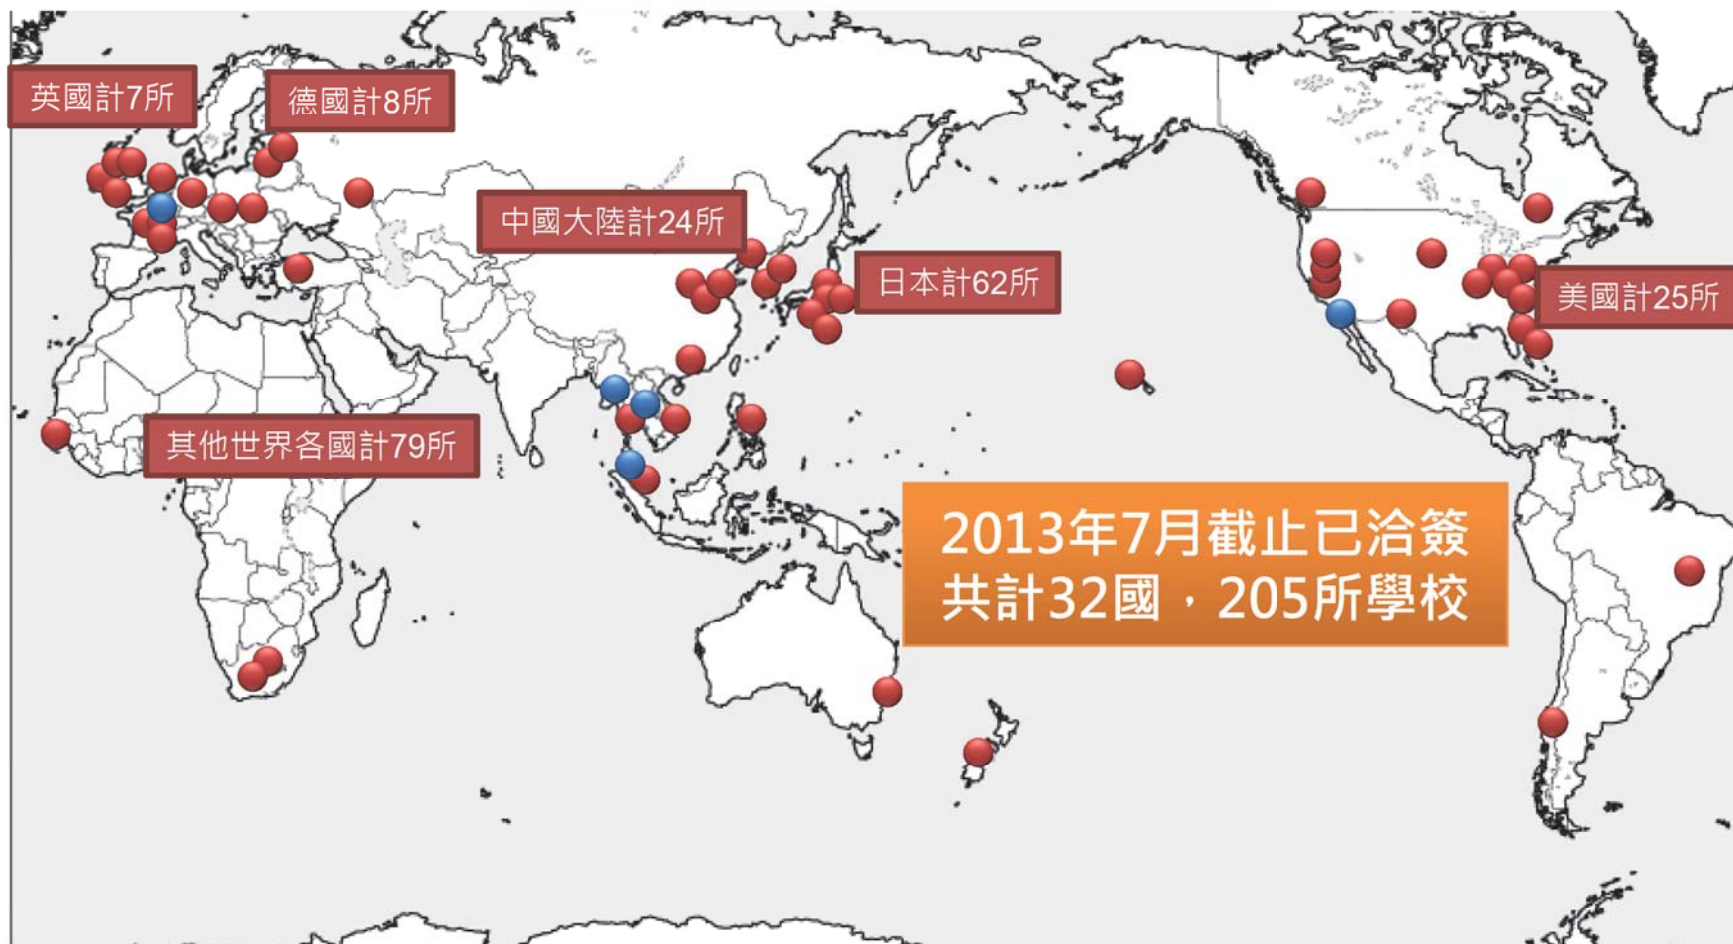 英國計7所
德國計8所
中國大陸計24所
日本計62所
美國計25所
其他世界各國計79所
2013年7月截止已洽簽
共計32國，205所學校